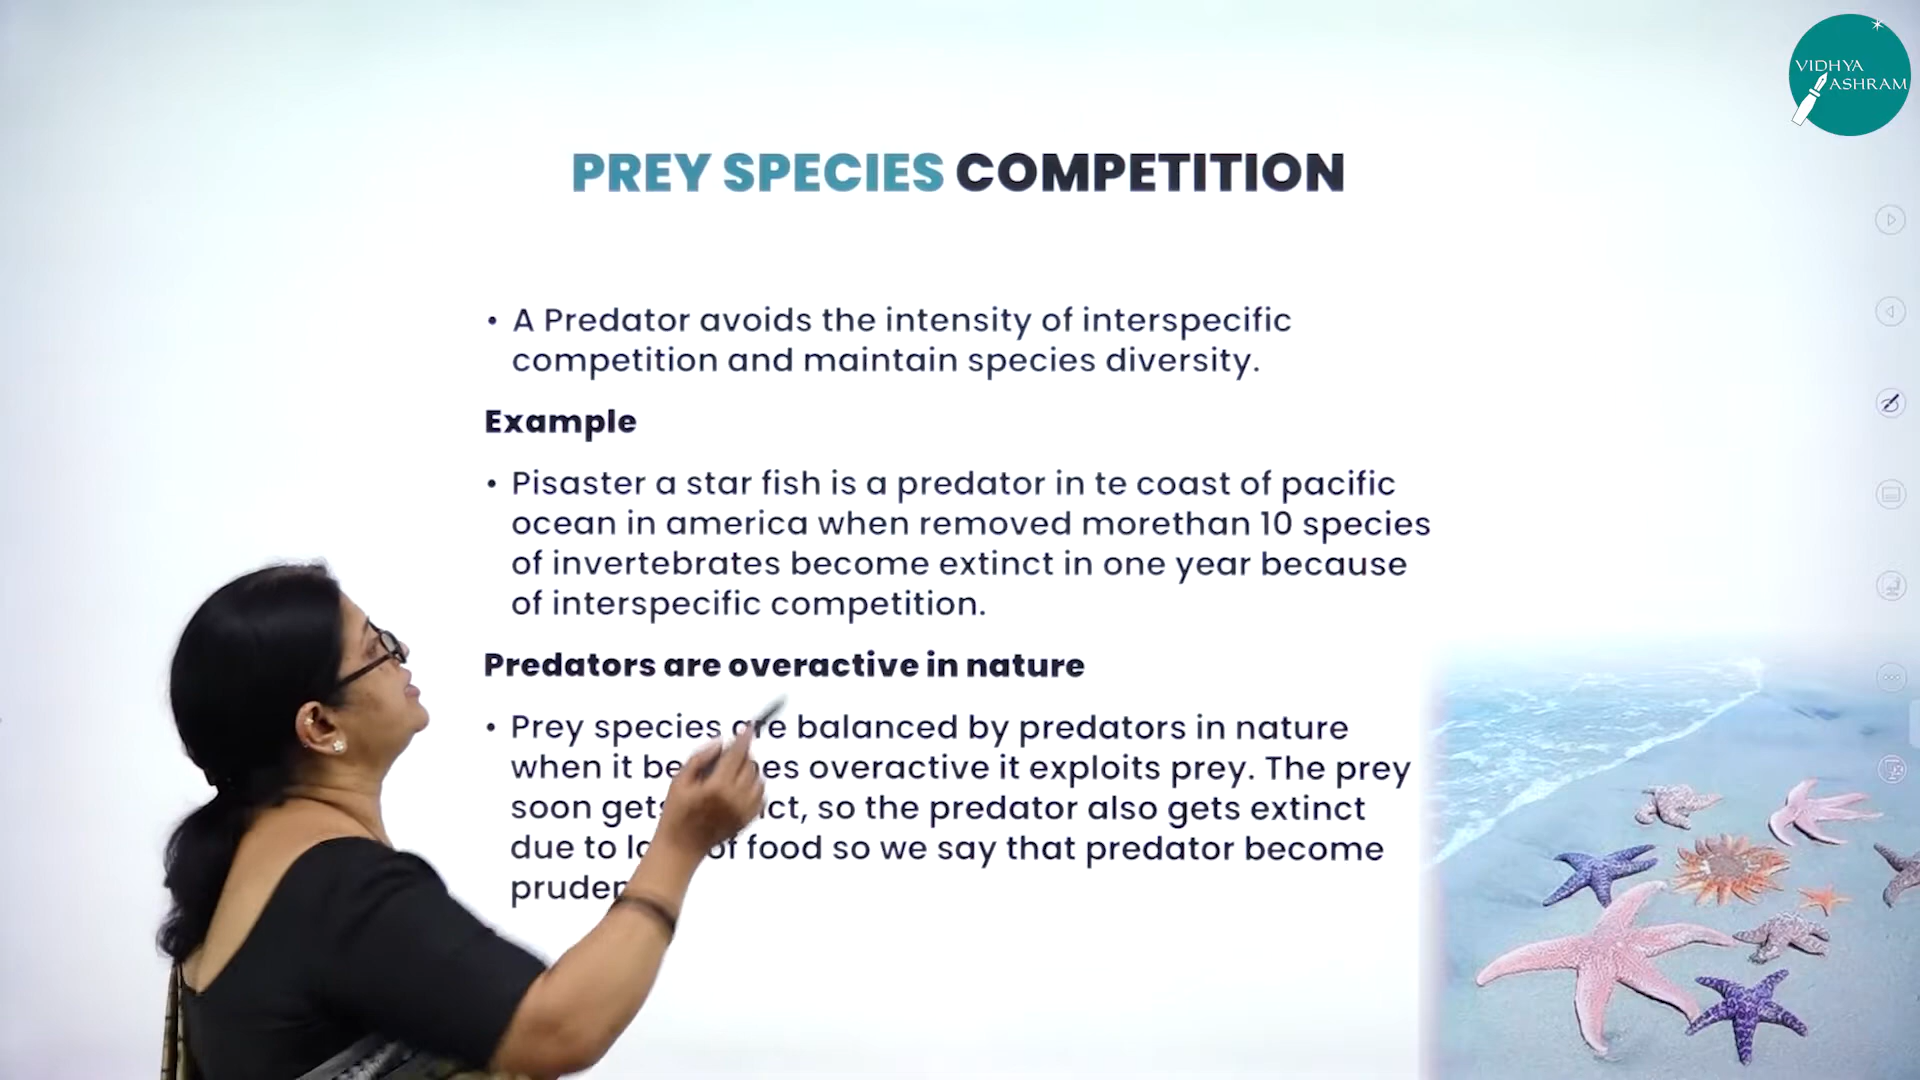 VIDHYA
ASHRAM
PREY SPECIES COMPETITION
• A Predator avoids the intensity of interspecific
competition and maintain species diversity.
Example
• Pisaster a star fish is a predator in te coast of pacific
ocean in america when removed morethan 10 species
of invertebrates become extinct in one year because
of interspecific competition.
Predators are overactive in nature
• Prey species are balanced by predators in nature
when it overactive it exploits prey. The prey
soon so the predator also gets extinct
due to of food so we say that predator become